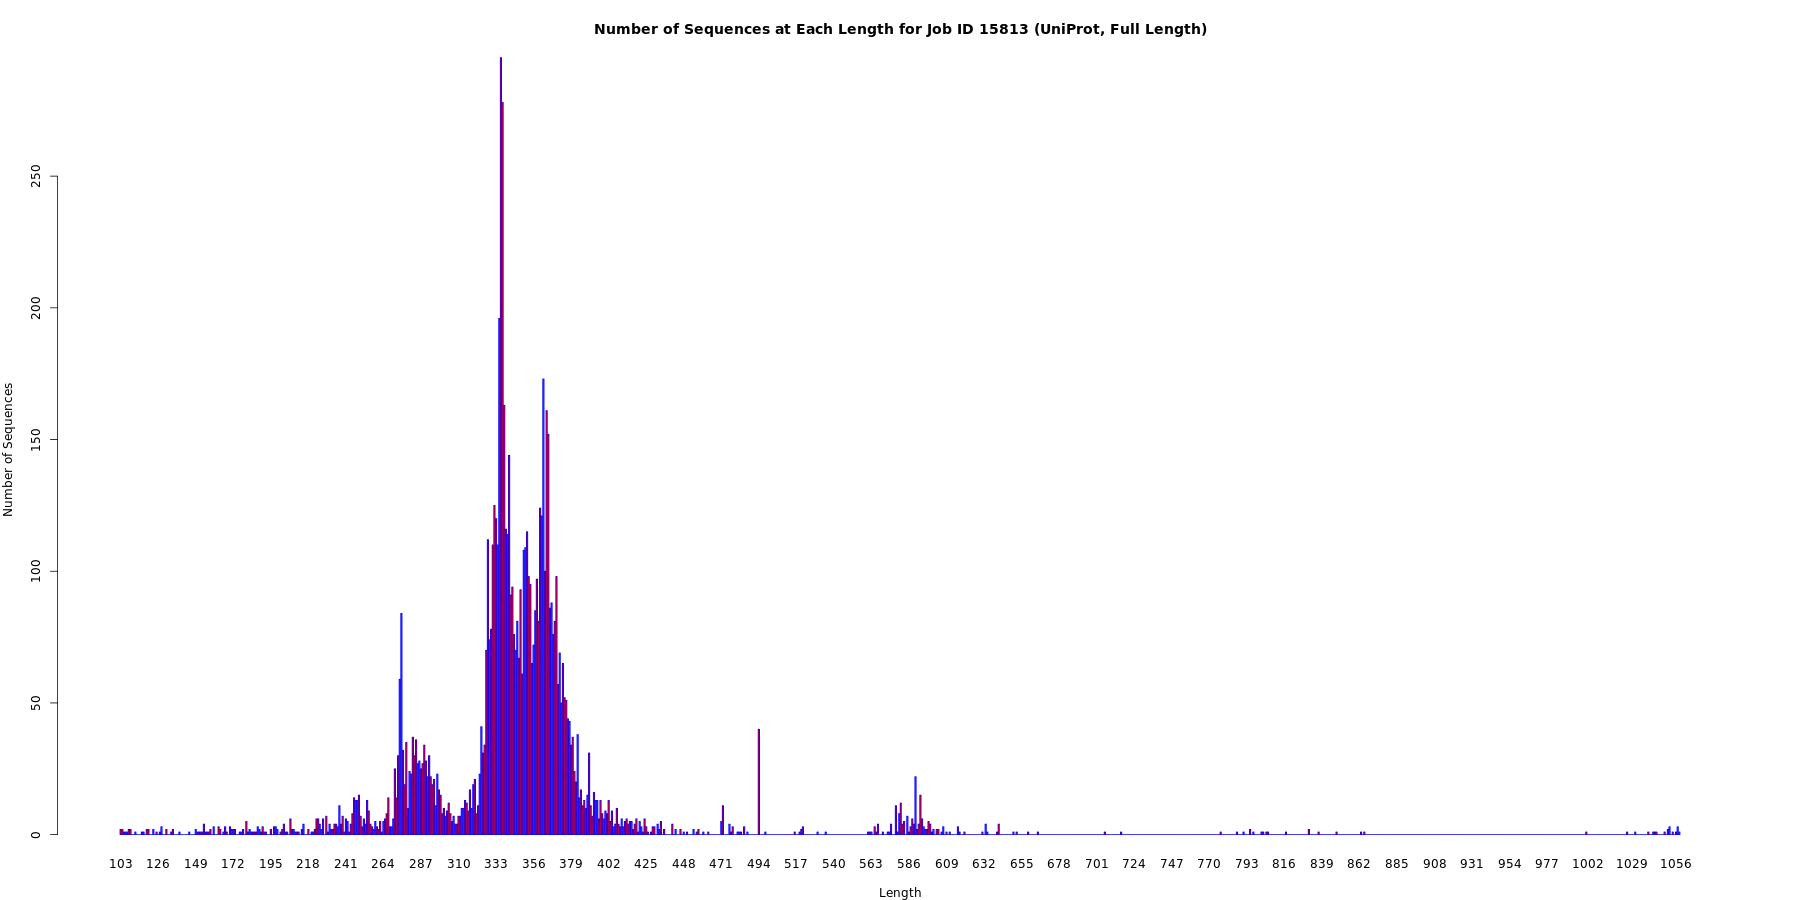 Number of Sequences at Each Length for Job ID 15813 (UniProt, Full Length)
Number of Sequences
250
200
150
100
50
0
103 126 149 172 195 218 241 264 287 310 333 356 379 402 425 448 471 494 517 540 563 586 609 632 655 678 701 724 747 770 793 816 839 862 885 908 931 954 977 1002 1029 1056
Length